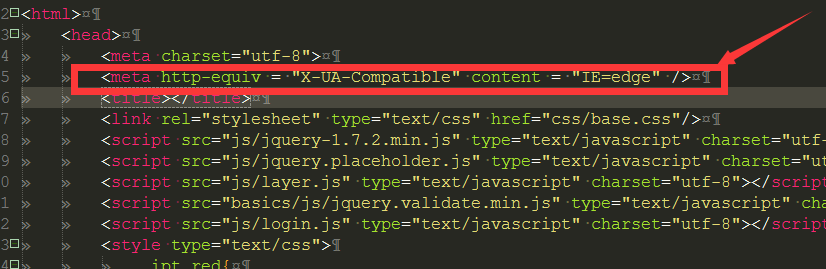 2 <html>
3 <head>
4 <meta charset="utf-8">
5 <meta http-equiv = "X-UA-Compatible" content = "IE=edge" />
6 <title></title>
7 <link rel="stylesheet" type="text/css" href="css/base.css"/>
8 <script src="js/jquery-1.7.2.min.js" type="text/javascript" charset="utf-
9 <script src="js/jquery.placeholder.js" type="text/javascript" charset="ut
0 <script src="js/layer.js" type="text/javascript" charset="utf-8"></script
1 <script src="basics/js/jquery.validate.min.js" type="text/javascript" cha
2 <script src="js/login.js" type="text/javascript" charset="utf-8"></script
3 <style type="text/css">
4 .ipt_red{